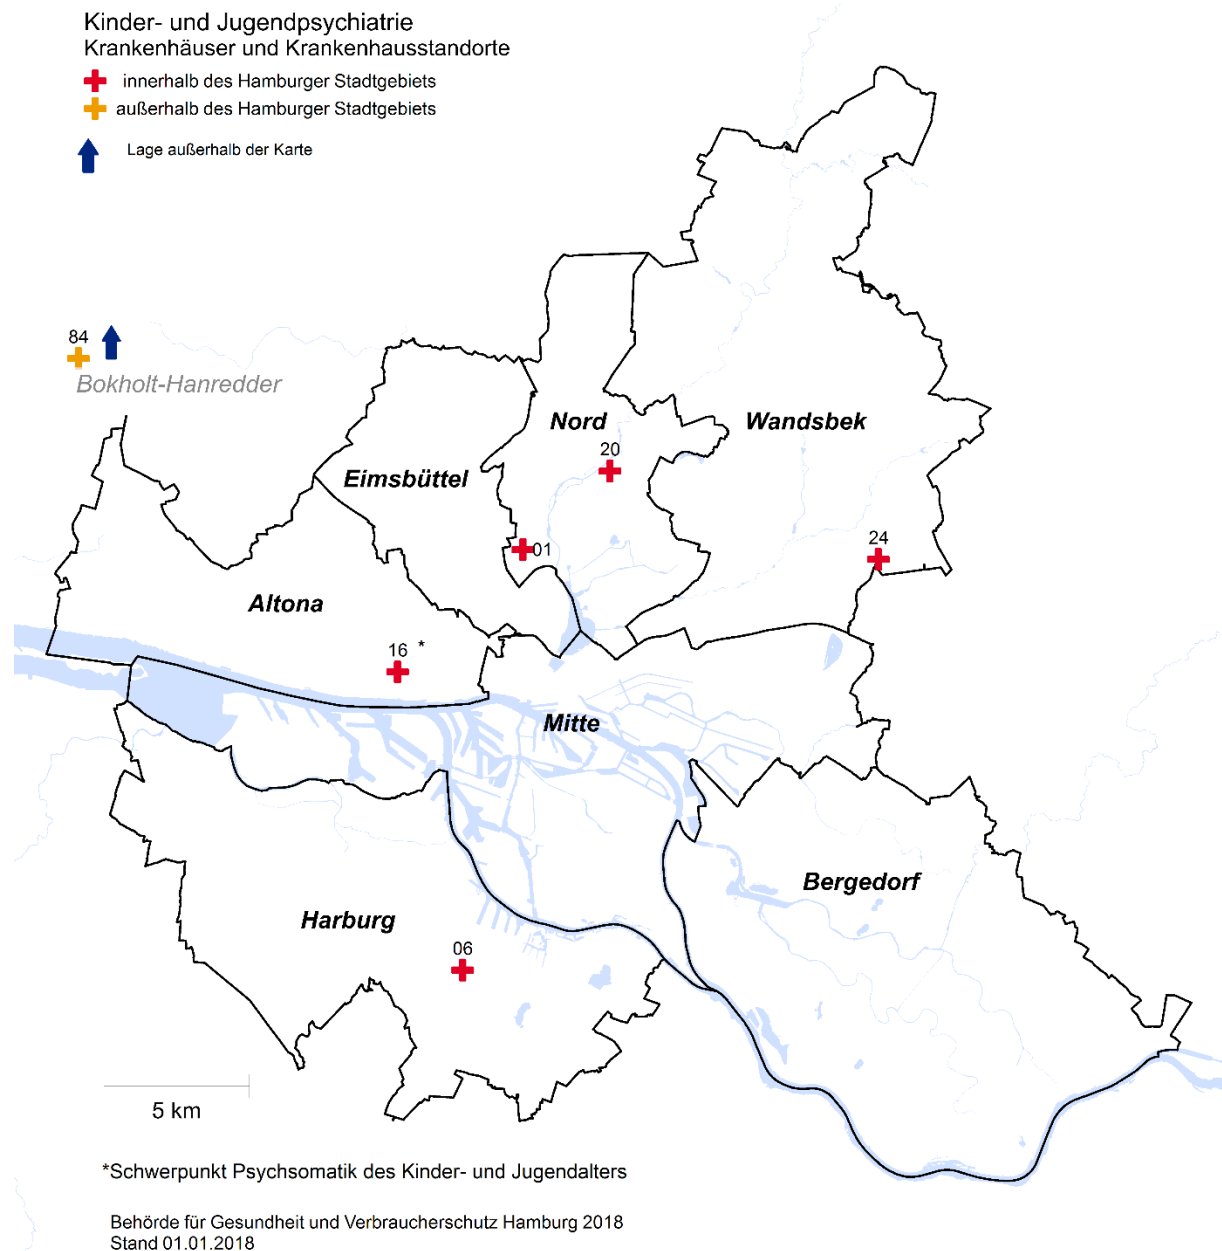 Kinder- und Jugendpsychiatrie
Krankenhäuser und Krankenhausstandorte
innerhalb des Hamburger Stadtgebiets
außerhalb des Hamburger Stadtgebiets
Lage außerhalb der Karte
84
Bokholt-Hanredder
Nord
Wandsbek
20
Eimsbüttel
01
24
Altona
16 *
Mitte
Bergedorf
Harburg
06
5 km
*Schwerpunkt Psychsomatik des Kinder- und Jugendalters
Behörde für Gesundheit und Verbraucherschutz Hamburg 2018
Stand 01.01.2018